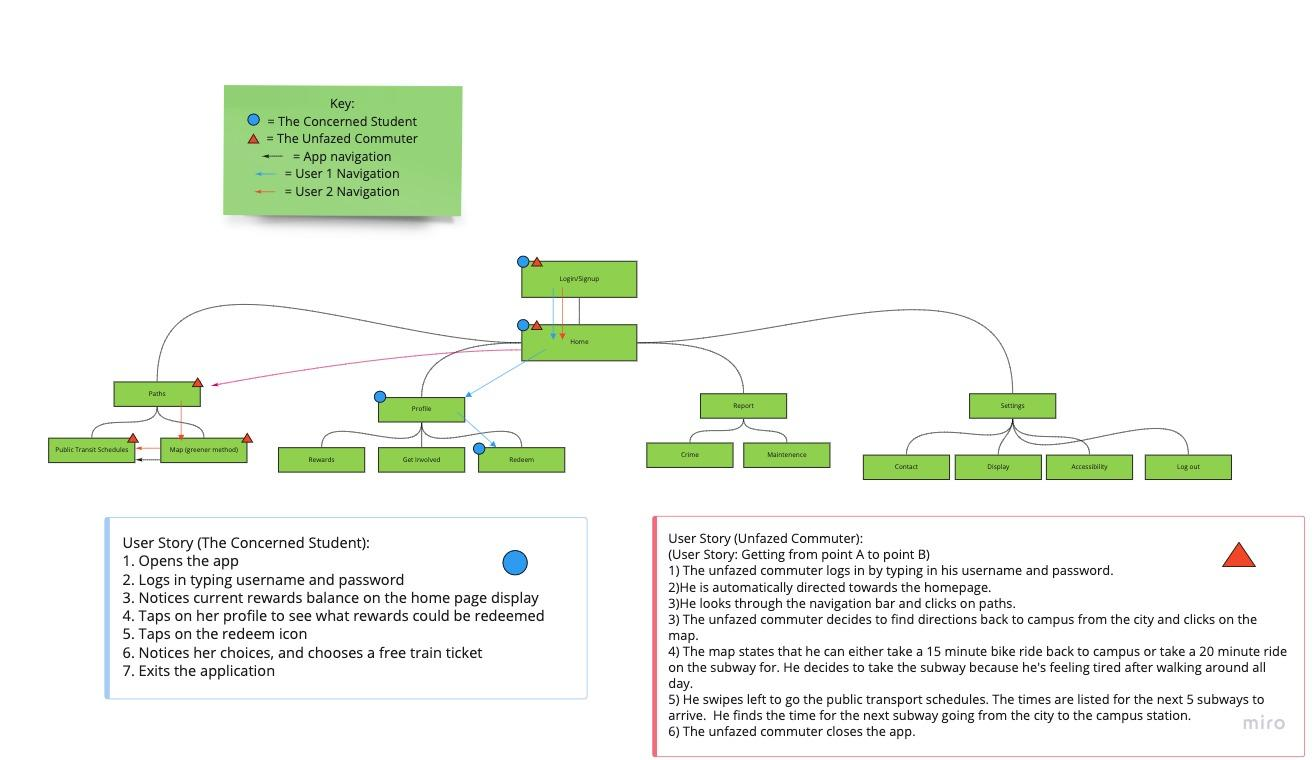 Key:
= The Concerned Student
= The Unfazed Commuter
= App navigation
= User 1 Navigation
= User 2 Navigation
Login/Signup
Home
Paths
Profile
Report
Settings
Public Transit Schedules
Map (greener method)
Rewards
Get Involved
Redeem
Crime
Maintenence
Contact
Display
Accessibility
Log out
User Story (The Concerned Student):
1. Opens the app
2. Logs in typing username and password
3. Notices current rewards balance on the home page display
4. Taps on her profile to see what rewards could be redeemed
5. Taps on the redeem icon
6. Notices her choices, and chooses a free train ticket
7. Exits the application
User Story (Unfazed Commuter):
(User Story: Getting from point A to point B)
1) The unfazed commuter logs in by typing in his username and password.
2)He is automatically directed towards the homepage.
3)He looks through the navigation bar and clicks on paths.
3) The unfazed commuter decides to find directions back to campus from the city and clicks on the
map.
4) The map states that he can either take a 15 minute bike ride back to campus or take a 20 minute ride
on the subway for. He decides to take the subway because he's feeling tired after walking around all
day.
5) He swipes left to go the public transport schedules. The times are listed for the next 5 subways to
arrive.  He finds the time for the next subway going from the city to the campus station.
6) The unfazed commuter closes the app.
miro